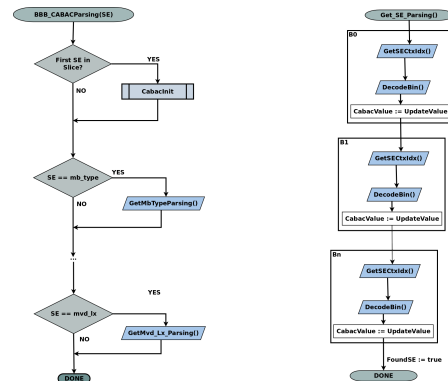 BBB_CABACParsing(SE)
First SE in
Slice?
YES
CabacInit
NO
SE == mb_type
YES
GetMbTypeParsing()
NO
...
YES
SE == mvd_lx
GetMvd_Lx_Parsing()
NO
DONE
Get_SE_Parsing()
B0
GetSECtxIdx()
DecodeBin()
CabacValue := UpdateValue
B1
GetSECtxIdx()
DecodeBin()
CabacValue := UpdateValue
Bn
GetSECtxIdx()
DecodeBin()
CabacValue := UpdateValue
FoundSE := true
DONE